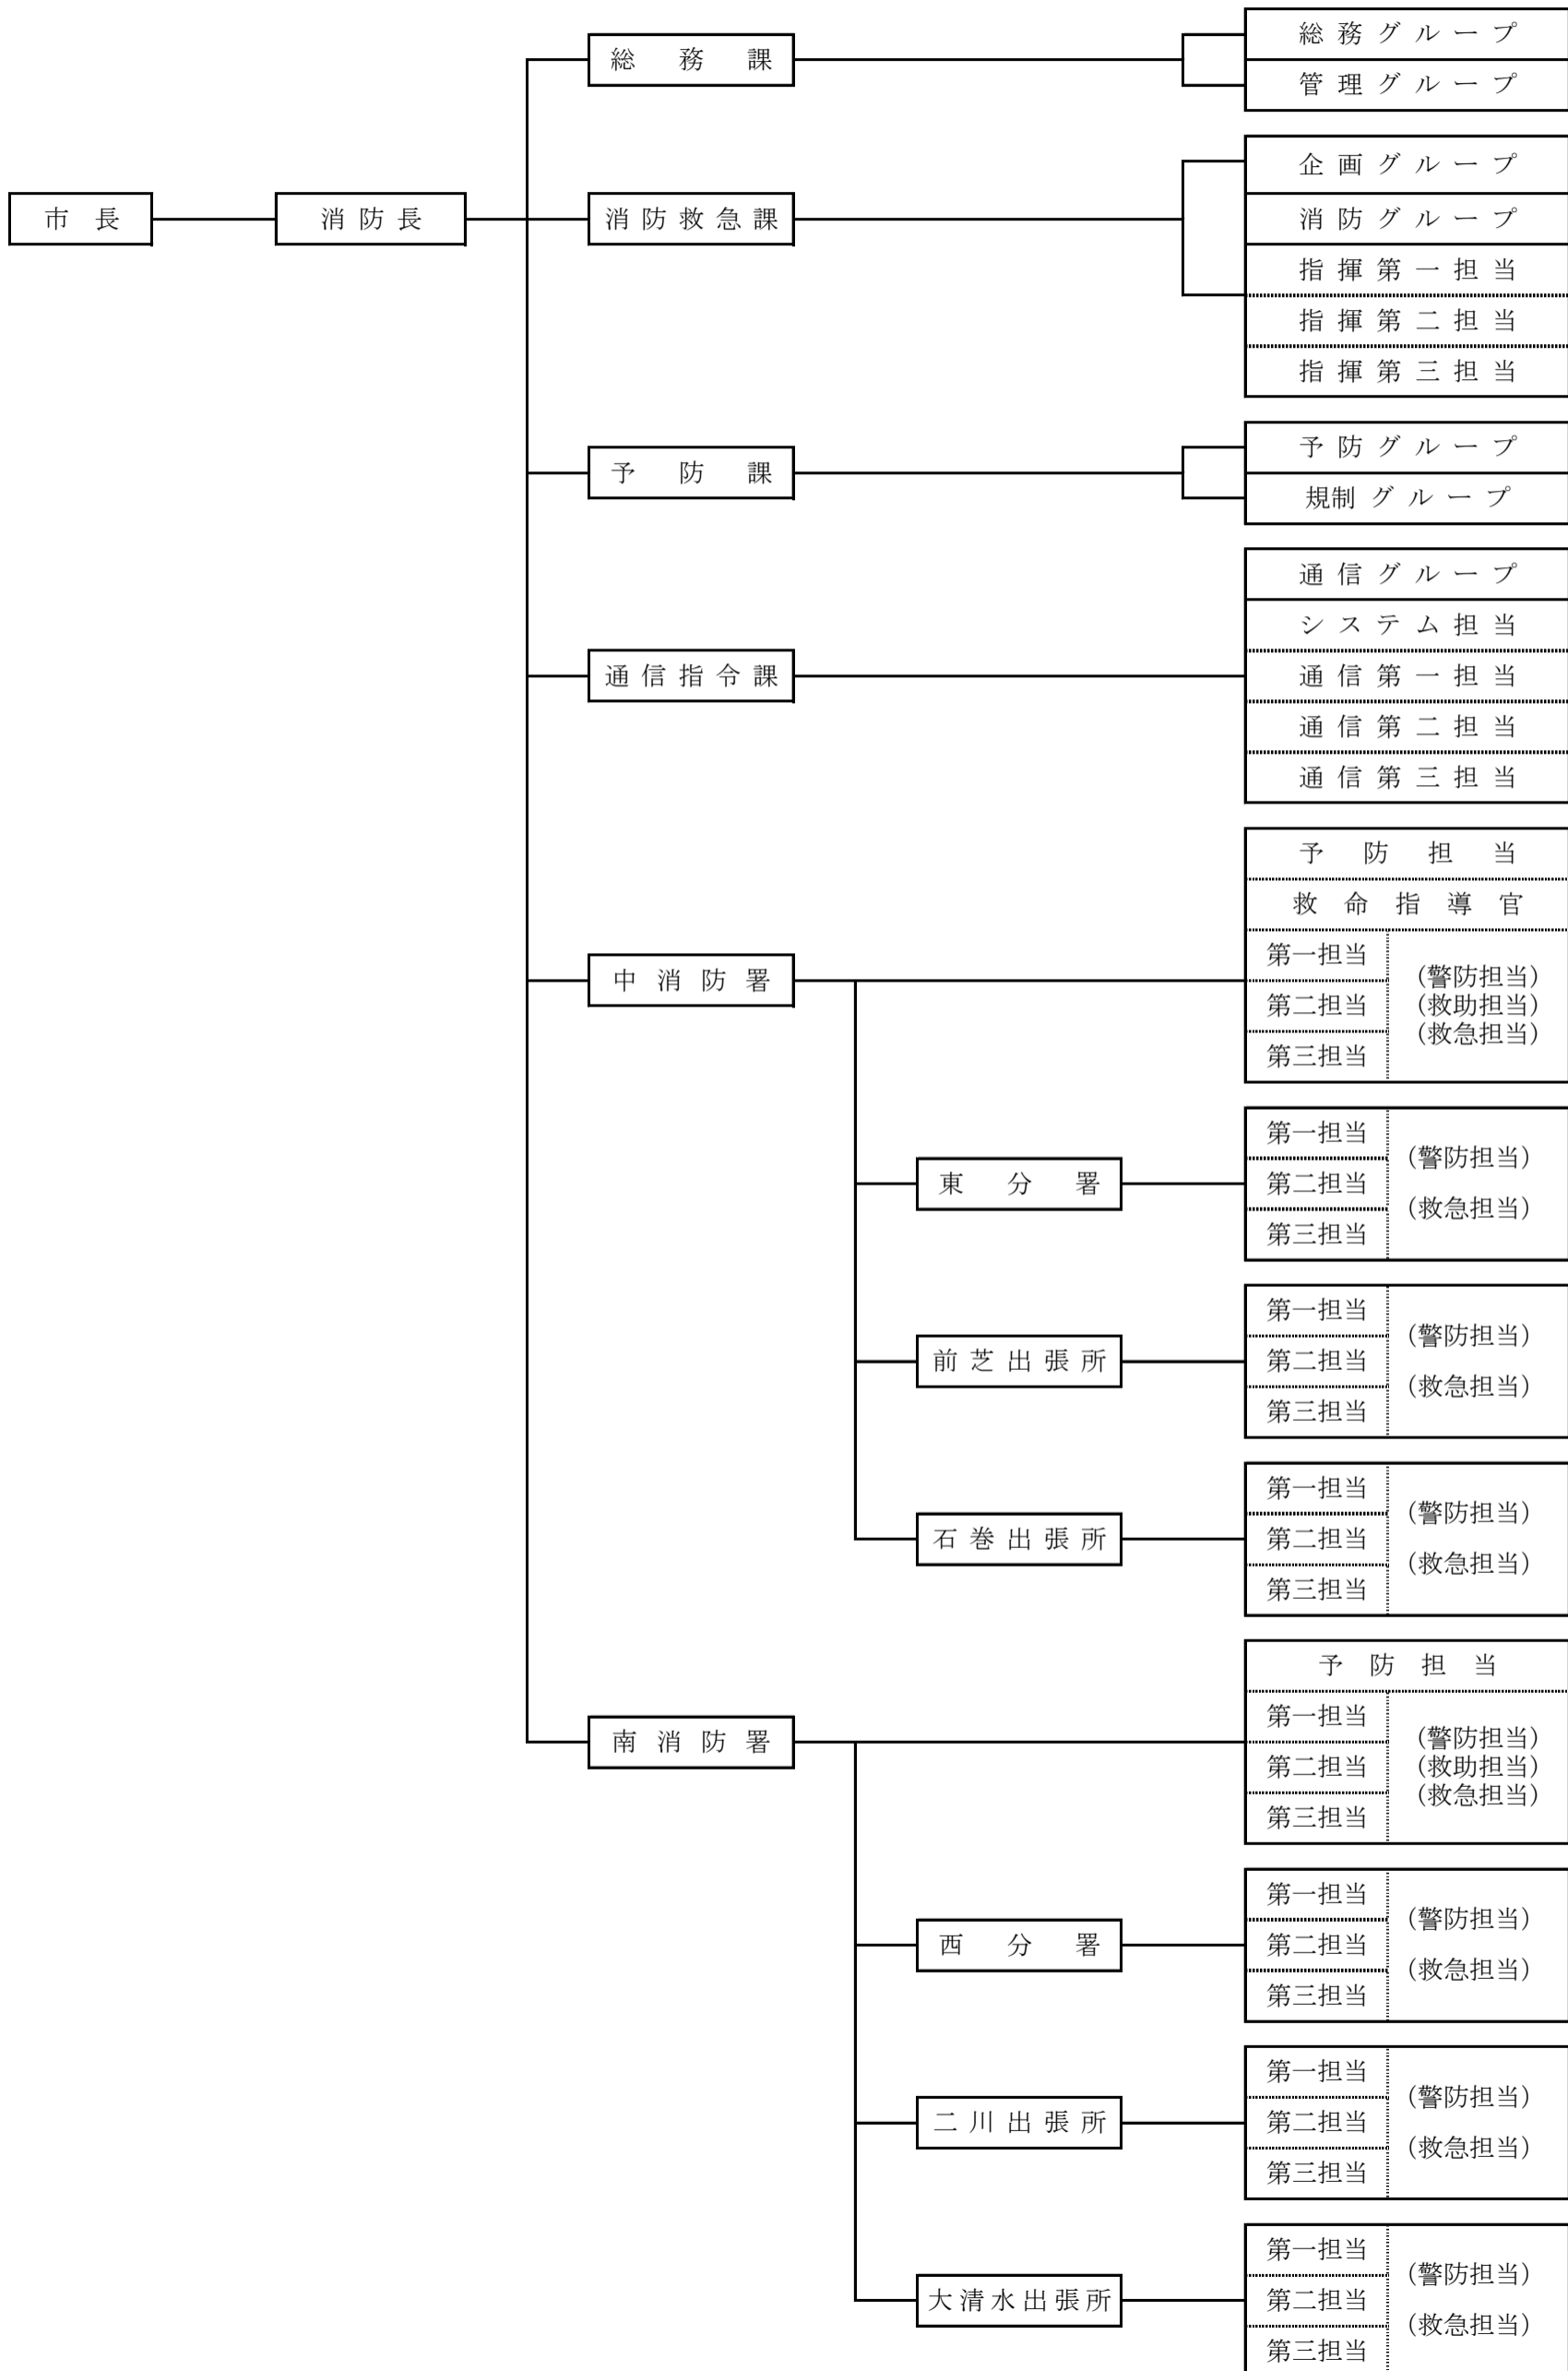 市長
消防長
総務課
総務グループ
管理グループ
消防救急課
企画グループ
消防グループ
指揮第一担当
指揮第二担当
指揮第三担当
予防課
予防グループ
規制グループ
通信指令課
通信グループ
システム担当
通信第一担当
通信第二担当
通信第三担当
中消防署
予防担当
救命指導官
第一担当
第二担当
第三担当
(警防担当)
(救助担当)
(救急担当)
東分署
第一担当
第二担当
第三担当
(警防担当)
(救急担当)
前芝出張所
第一担当
第二担当
第三担当
(警防担当)
(救急担当)
石巻出張所
第一担当
第二担当
第三担当
(警防担当)
(救急担当)
南消防署
予防担当
第一担当
第二担当
第三担当
(警防担当)
(救助担当)
(救急担当)
西分署
第一担当
第二担当
第三担当
(警防担当)
(救急担当)
二川出張所
第一担当
第二担当
第三担当
(警防担当)
(救急担当)
大清水出張所
第一担当
第二担当
第三担当
(警防担当)
(救急担当)